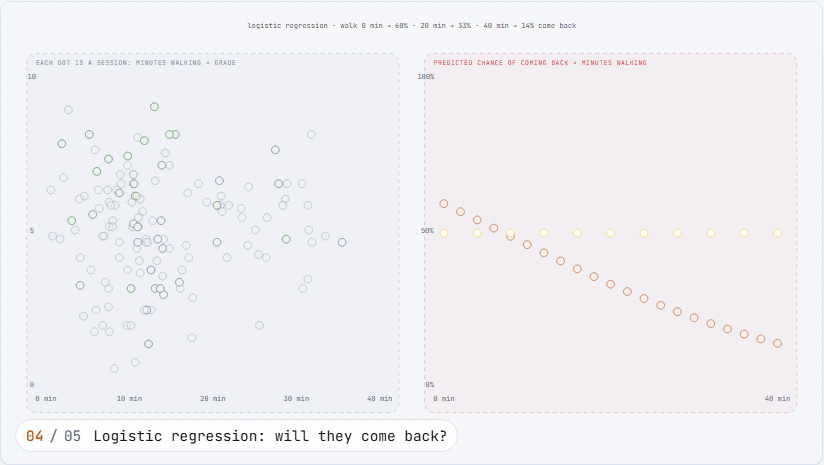 logistic regression · walk 0 min → 60% · 20 min → 33% · 40 min → 14% come back
EACH DOT IS A SESSION: MINUTES WALKING × GRADE
10
5
0
0 min 10 min 20 min 30 min 40 min
PREDICTED CHANCE OF COMING BACK × MINUTES WALKING
100%
50%
0%
0 min 40 min
04 / 05 Logistic regression: will they come back?